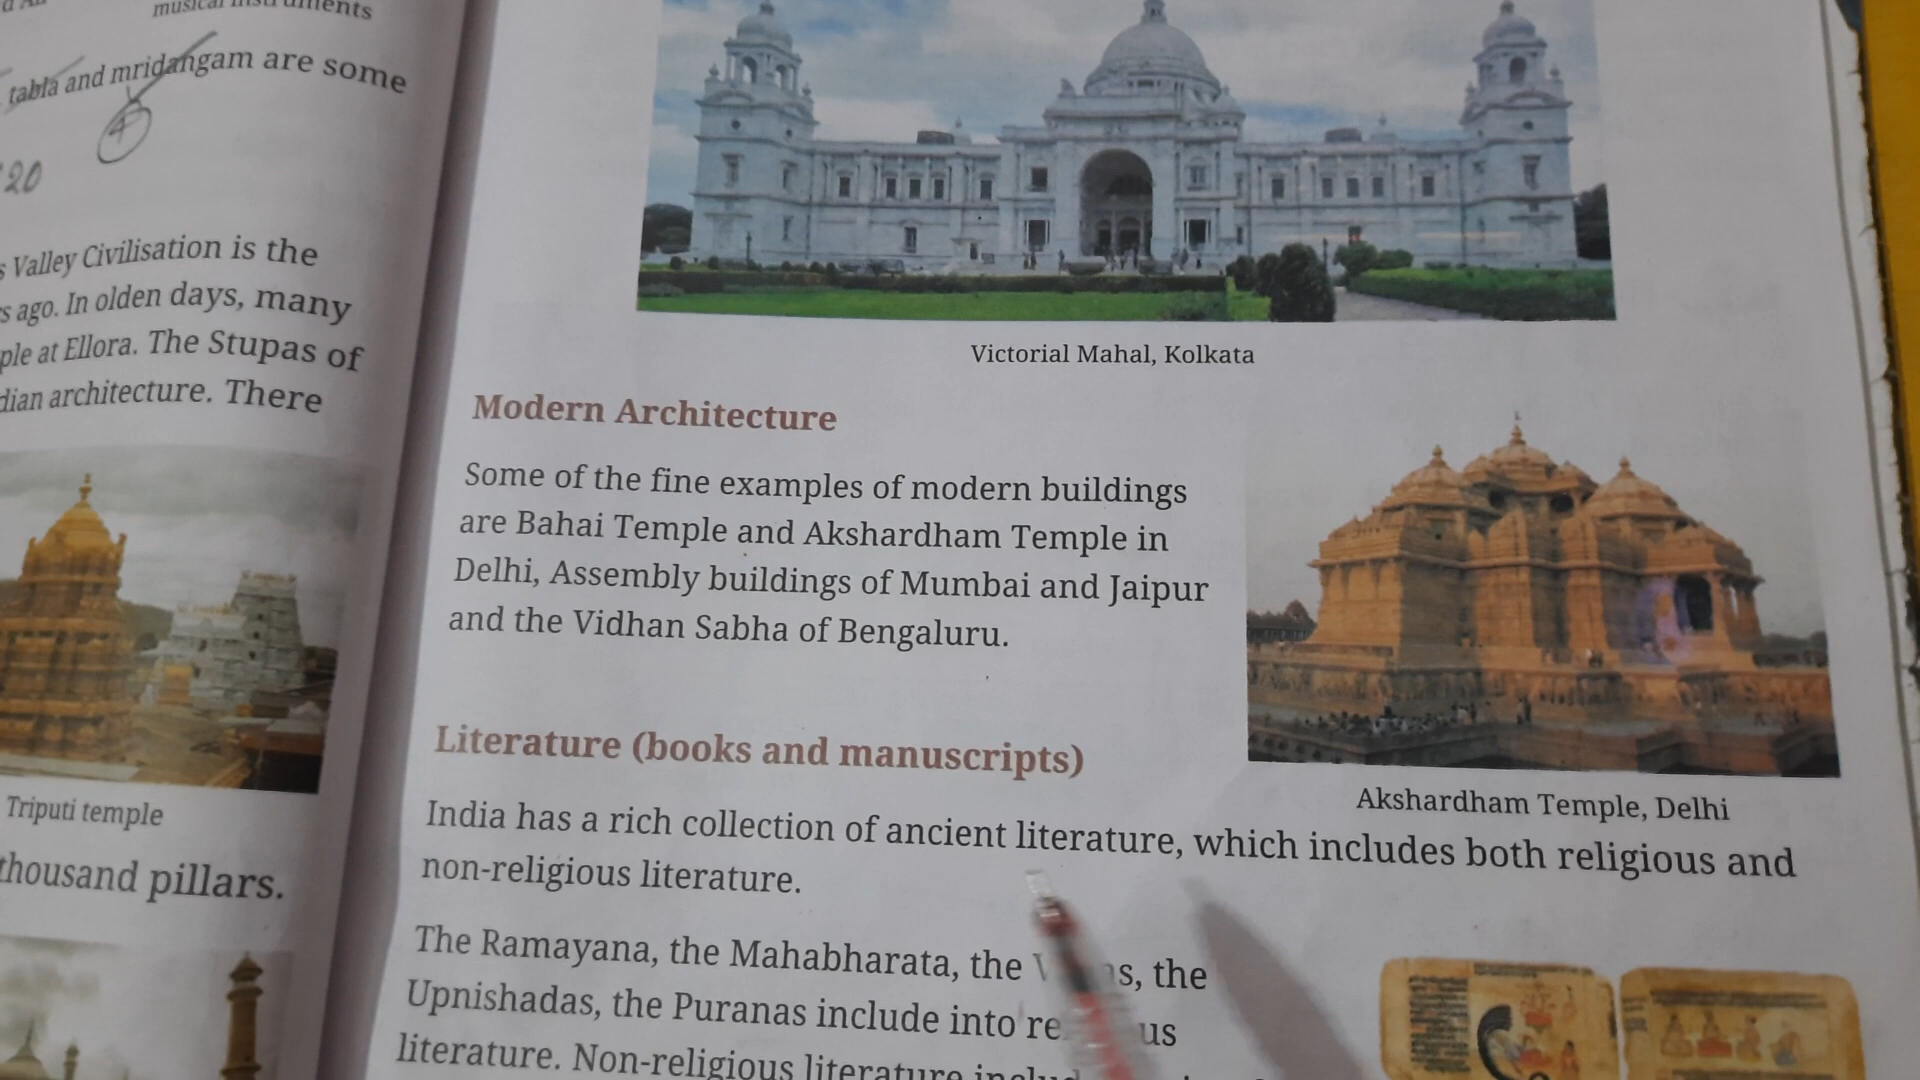 musical instruments
tabla and mridangam are some
4
20
Valley Civilisation is the
ago. In olden days, many
at Ellora. The Stupas of
architecture. There
Triputi temple
thousand pillars.
Victorial Mahal, Kolkata
Modern Architecture
Some of the fine examples of modern buildings
are Bahai Temple and Akshardham Temple in
Delhi, Assembly buildings of Mumbai and Jaipur
and the Vidhan Sabha of Bengaluru.
Akshardham Temple, Delhi
Literature (books and manuscripts)
India has a rich collection of ancient literature, which includes both religious and
non-religious literature.
The Ramayana, the Mahabharata, the the
Upnishadas, the Puranas include into
literature. Non-religious literature